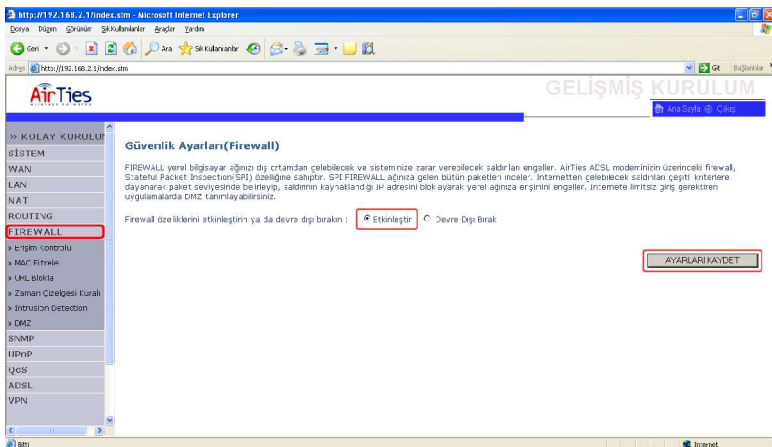 http://192.168.2.1/index.stm - Microsoft Internet Explorer
Dosya Düzen Görünüm Sık Kullanılanlar Araçlar Yardım
Geri Ara Sık Kullanılanlar
Adres http://192.168.2.1/index.stm Git Bağlantılar
AirTies
GELİŞMİŞ KURULUM
Ana Sayfa Çıkış
» KOLAY KURULU
SİSTEM
WAN
LAN
NAT
ROUTING
FIREWALL
» Erişim Kontrolü
» MAC Filtrele
» URL Blokla
» Zaman Çizelgesi Kuralı
» Intrusion Detection
» DMZ
SNMP
UPnP
QoS
ADSL
VPN
Güvenlik Ayarları(Firewall)
FIREWALL yerel bilgisayar ağınızı dış ortamdan gelebilecek ve sisteminize zarar verebilecek saldırıları engeller. AirTies ADSL modeminizin üzerindeki firewall,
Stateful Packet Inspection(SPI) özelliğine sahiptir. SPI FIREWALL ağınıza gelen bütün paketleri inceler. İnternetten gelebilecek saldırıları çeşitli kriterlere
dayanarak paket seviyesinde belirleyip, saldırının kaynaklandığı IP adresini bloklayarak yerel ağınıza erişimini engeller. İnternete limitsiz giriş gerektiren
uygulamalarda DMZ tanımlayabilirsiniz.
Firewall özelliklerini etkinleştirin ya da devre dışı bırakın : Etkinleştir Devre Dışı Bırak
AYARLARI KAYDET
Bitti
Internet